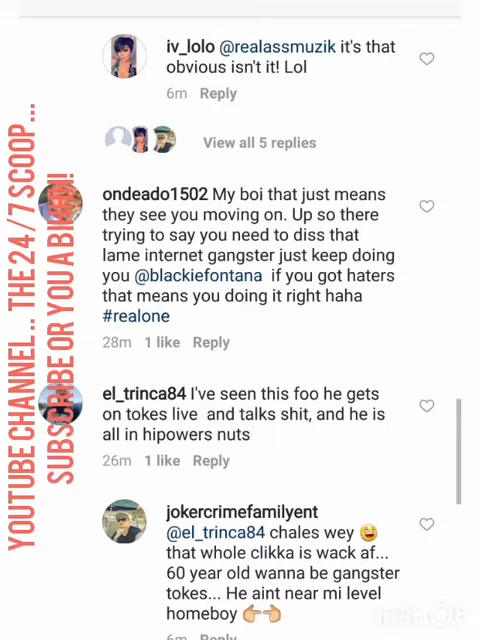 iv_lolo @realassmuzik it's that
obvious isn't it! Lol
6m Reply
View all 5 replies
ondeado1502 My boi that just means
they see you moving on. Up so there
trying to say you need to diss that
lame internet gangster just keep doing
you @blackiefontana if you got haters
that means you doing it right haha
#realone
28m 1 like Reply
el_trinca84 I've seen this foo he gets
on tokes live and talks shit, and he is
all in hipowers nuts
26m 1 like Reply
jokercrimefamilyent
@el_trinca84 chales wey 😅
that whole clikka is wack af...
60 year old wanna be gangster
tokes... He aint near mi level
homeboy 👉🏼👈🏼
6m Reply
YOUTUBE CHANNEL.. THE 24/7 SCOOP...
SUBSCRIBE OR YOU A